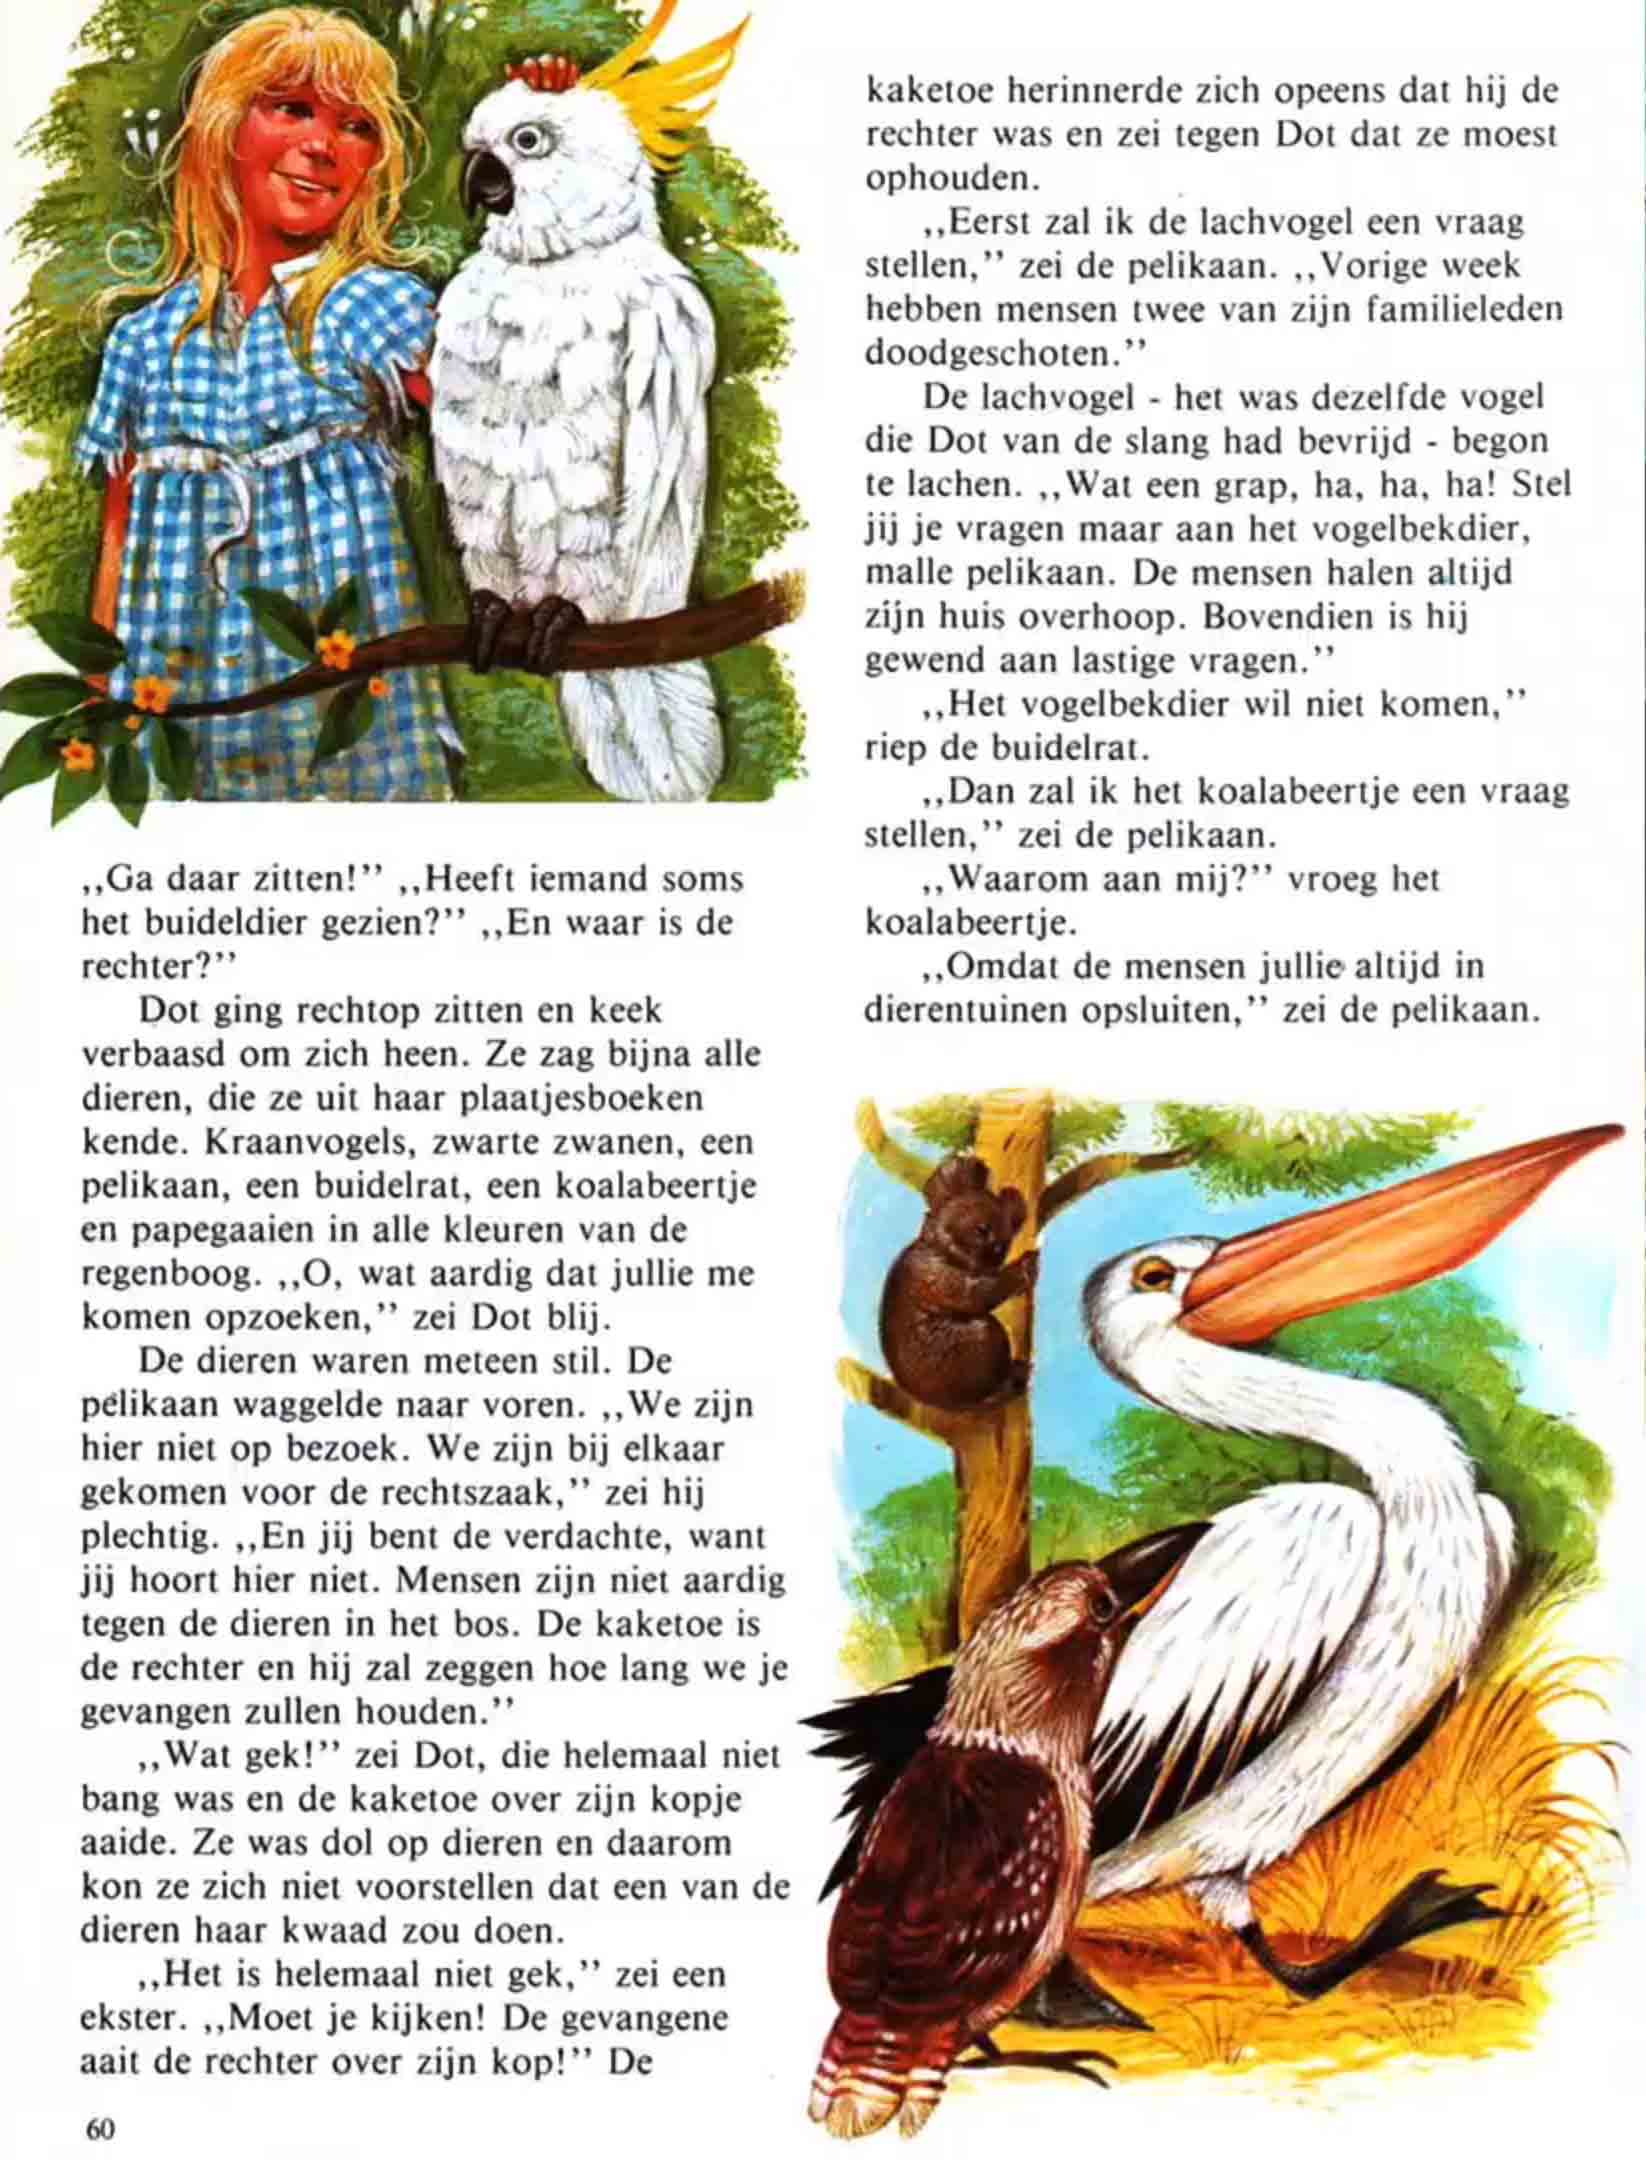 ,,Ga daar zitten!'' ,,Heeft iemand soms
het buideldier gezien?'' ,,En waar is de
rechter?''
Dot ging rechtop zitten en keek
verbaasd om zich heen. Ze zag bijna alle
dieren, die ze uit haar plaatjesboeken
kende. Kraanvogels, zwarte zwanen, een
pelikaan, een buidelrat, een koalabeertje
en papegaaien in alle kleuren van de
regenboog. ,,O, wat aardig dat jullie me
komen opzoeken,'' zei Dot blij.
De dieren waren meteen stil. De
pelikaan waggelde naar voren. ,,We zijn
hier niet op bezoek. We zijn bij elkaar
gekomen voor de rechtszaak,'' zei hij
plechtig. ,,En jij bent de verdachte, want
jij hoort hier niet. Mensen zijn niet aardig
tegen de dieren in het bos. De kaketoe is
de rechter en hij zal zeggen hoe lang we je
gevangen zullen houden.''
,,Wat gek!'' zei Dot, die helemaal niet
bang was en de kaketoe over zijn kopje
aaide. Ze was dol op dieren en daarom
kon ze zich niet voorstellen dat een van de
dieren haar kwaad zou doen.
,,Het is helemaal niet gek,'' zei een
ekster. ,,Moet je kijken! De gevangene
aait de rechter over zijn kop!'' De
kaketoe herinnerde zich opeens dat hij de
rechter was en zei tegen Dot dat ze moest
ophouden.
,,Eerst zal ik de lachvogel een vraag
stellen,'' zei de pelikaan. ,,Vorige week
hebben mensen twee van zijn familieleden
doodgeschoten.''
De lachvogel - het was dezelfde vogel
die Dot van de slang had bevrijd - begon
te lachen. ,,Wat een grap, ha, ha, ha! Stel
jij je vragen maar aan het vogelbekdier,
malle pelikaan. De mensen halen altijd
zijn huis overhoop. Bovendien is hij
gewend aan lastige vragen.''
,,Het vogelbekdier wil niet komen,''
riep de buidelrat.
,,Dan zal ik het koalabeertje een vraag
stellen,'' zei de pelikaan.
,,Waarom aan mij?'' vroeg het
koalabeertje.
,,Omdat de mensen jullie altijd in
dierentuinen opsluiten,'' zei de pelikaan.
60